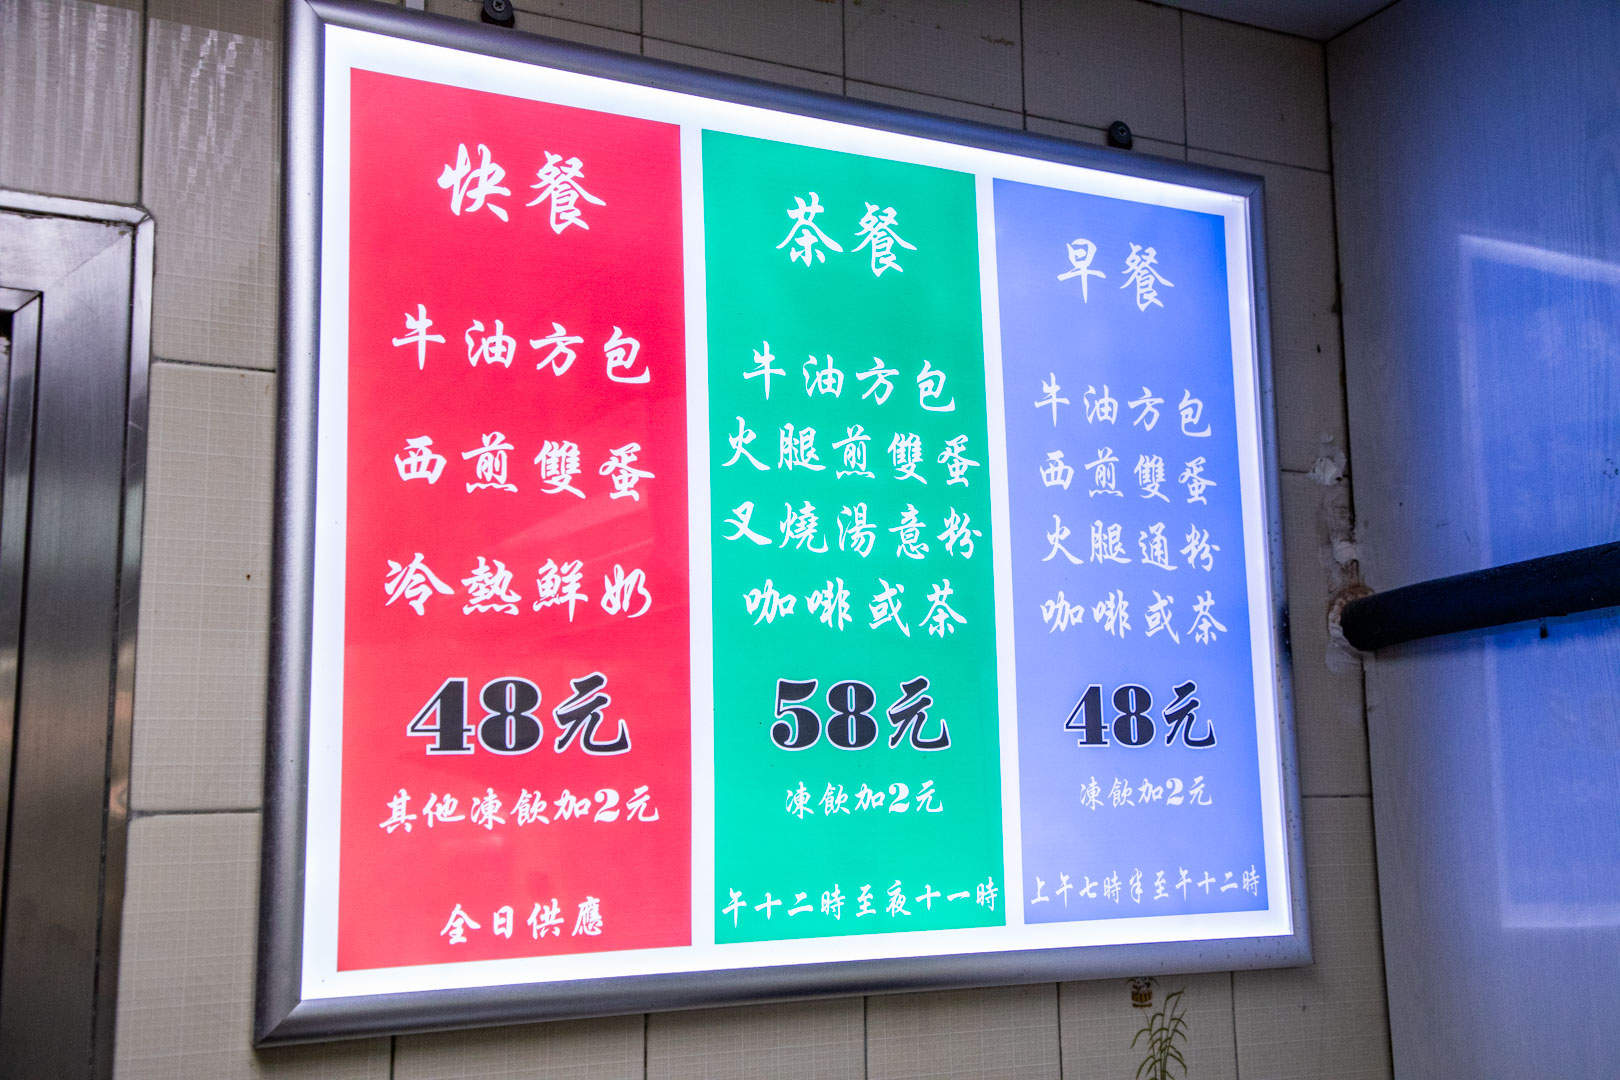 快餐
牛油方包
西煎雙蛋
冷熱鮮奶
48元
其他凍飲加2元
全日供應
茶餐
牛油方包
火腿煎雙蛋
叉燒湯意粉
咖啡或茶
58元
凍飲加2元
午十二時至夜十一時
早餐
牛油方包
西煎雙蛋
火腿通粉
咖啡或茶
48元
凍飲加2元
上午七時半至午十二時